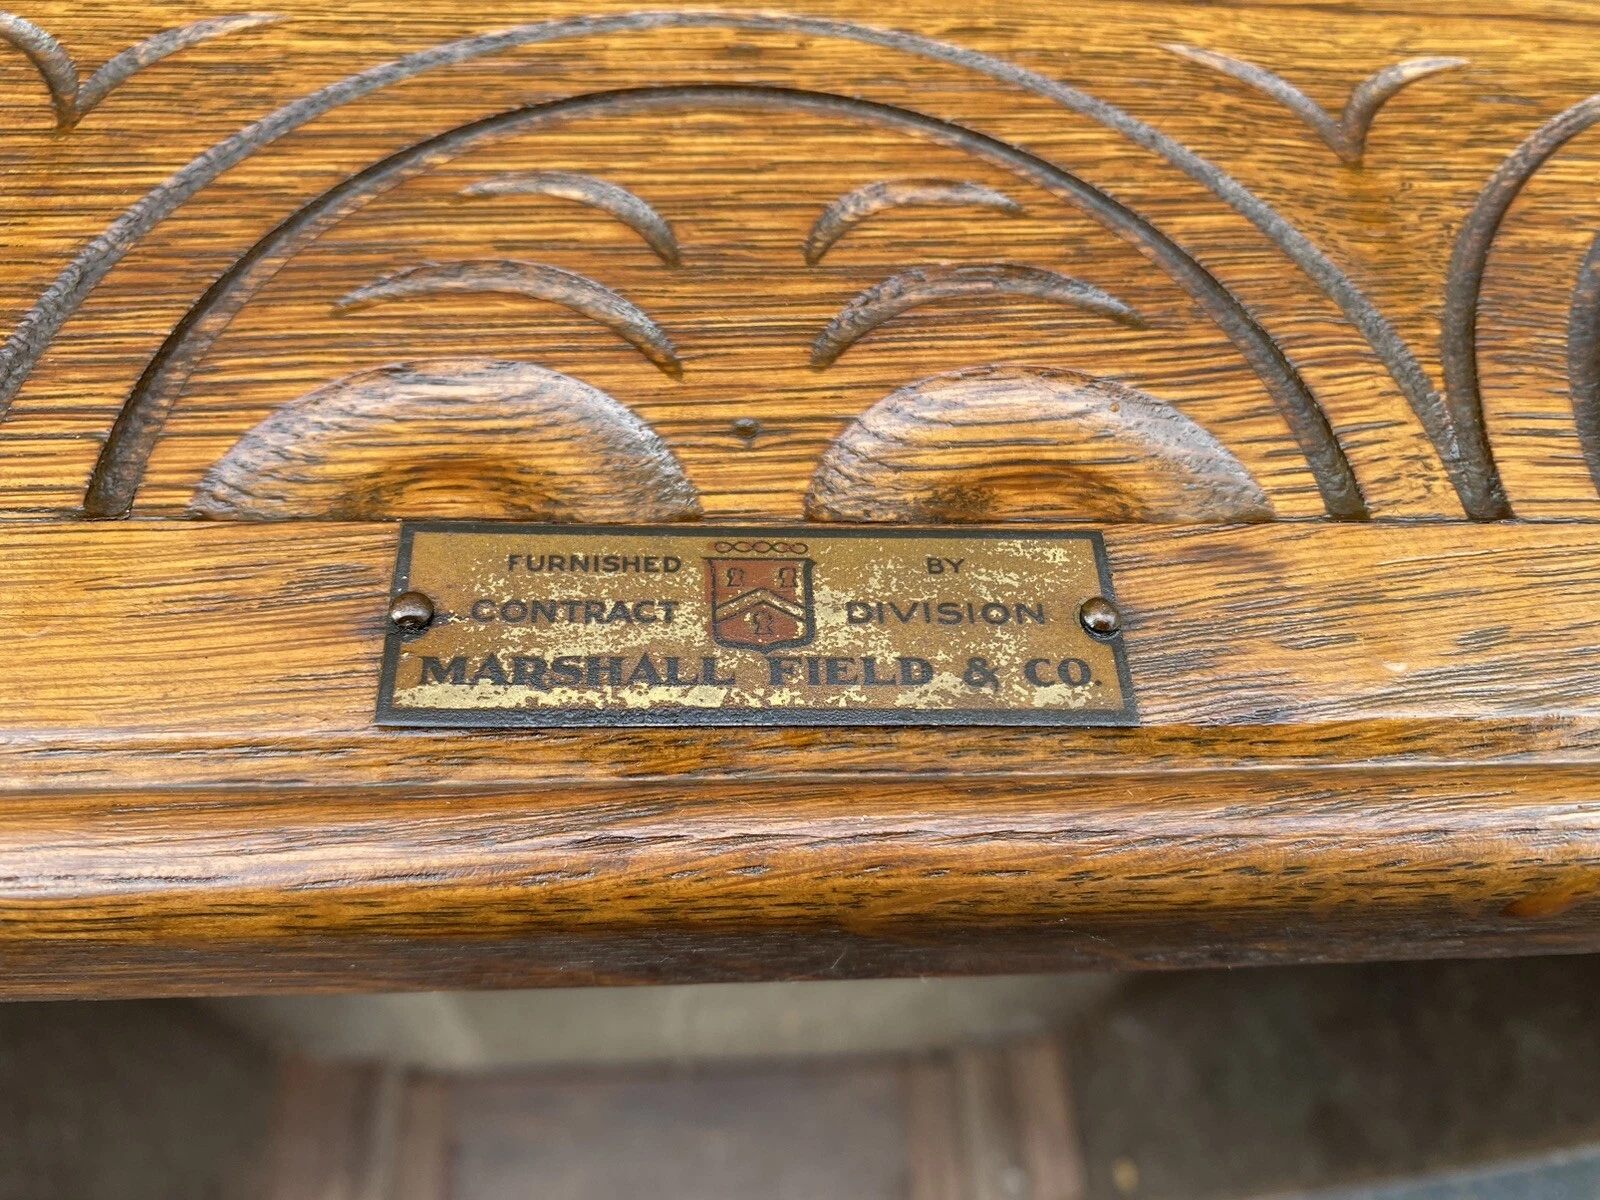 FURNISHED BY
CONTRACT DIVISION
MARSHALL FIELD & CO.